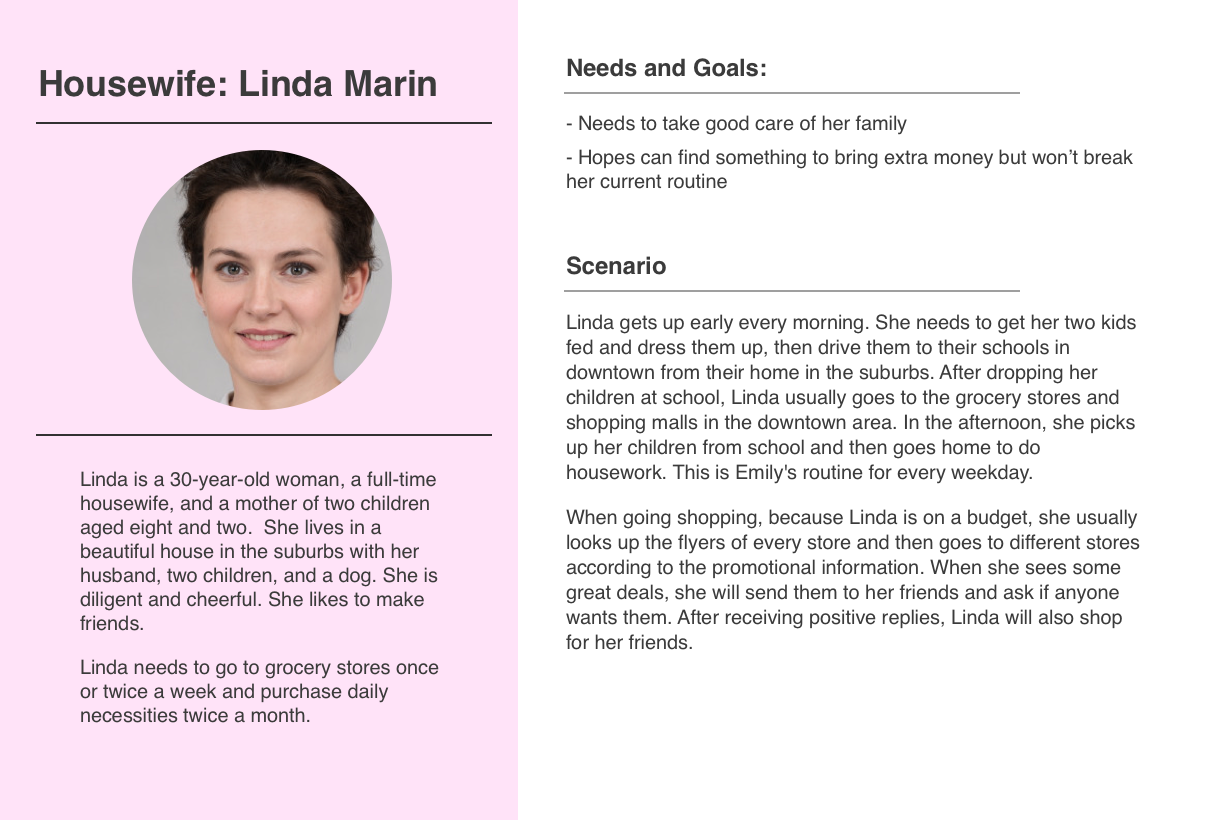 Housewife: Linda Marin
Linda is a 30-year-old woman, a full-time
housewife, and a mother of two children
aged eight and two.  She lives in a
beautiful house in the suburbs with her
husband, two children, and a dog. She is
diligent and cheerful. She likes to make
friends.
Linda needs to go to grocery stores once
or twice a week and purchase daily
necessities twice a month.
Needs and Goals:
- Needs to take good care of her family
- Hopes can find something to bring extra money but won’t break
her current routine
Scenario
Linda gets up early every morning. She needs to get her two kids
fed and dress them up, then drive them to their schools in
downtown from their home in the suburbs. After dropping her
children at school, Linda usually goes to the grocery stores and
shopping malls in the downtown area. In the afternoon, she picks
up her children from school and then goes home to do
housework. This is Emily's routine for every weekday.
When going shopping, because Linda is on a budget, she usually
looks up the flyers of every store and then goes to different stores
according to the promotional information. When she sees some
great deals, she will send them to her friends and ask if anyone
wants them. After receiving positive replies, Linda will also shop
for her friends.